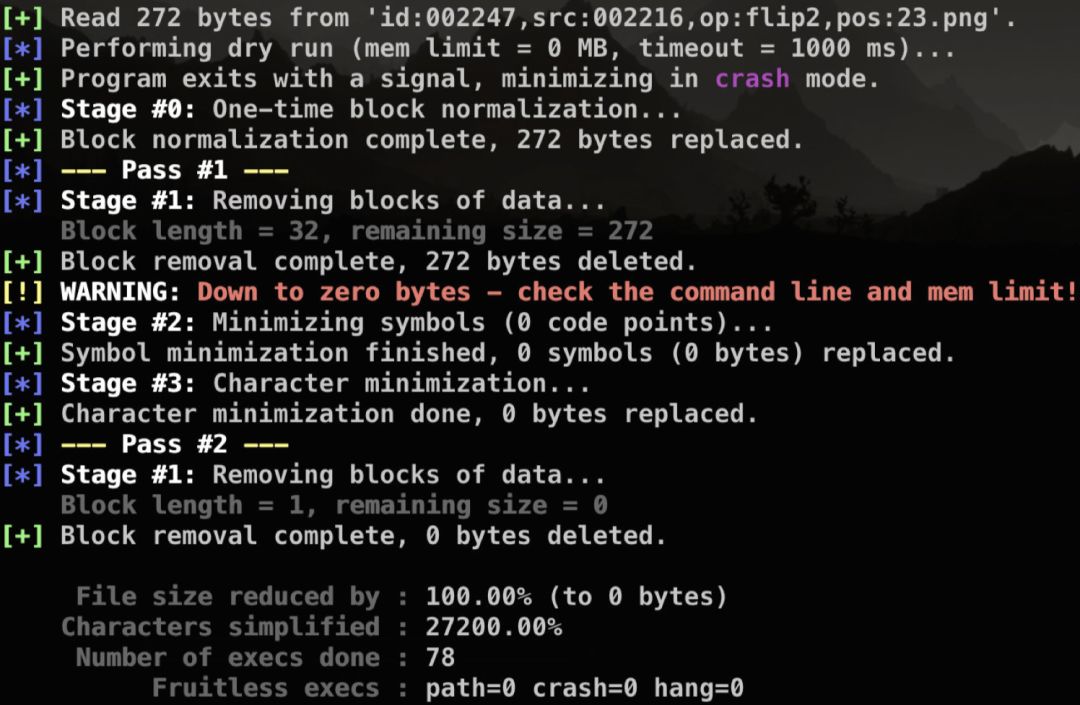 [+] Read 272 bytes from 'id:002247,src:002216,op:flip2,pos:23.png'.
[*] Performing dry run (mem limit = 0 MB, timeout = 1000 ms)...
[+] Program exits with a signal, minimizing in crash mode.
[*] Stage #0: One-time block normalization...
[+] Block normalization complete, 272 bytes replaced.
[*] --- Pass #1 ---
[*] Stage #1: Removing blocks of data...
Block length = 32, remaining size = 272
[+] Block removal complete, 272 bytes deleted.
[!] WARNING: Down to zero bytes - check the command line and mem limit!
[*] Stage #2: Minimizing symbols (0 code points)...
[+] Symbol minimization finished, 0 symbols (0 bytes) replaced.
[*] Stage #3: Character minimization...
[+] Character minimization done, 0 bytes replaced.
[*] --- Pass #2 ---
[*] Stage #1: Removing blocks of data...
Block length = 1, remaining size = 0
[+] Block removal complete, 0 bytes deleted.
File size reduced by : 100.00% (to 0 bytes)
Characters simplified : 27200.00%
Number of execs done : 78
Fruitless execs : path=0 crash=0 hang=0